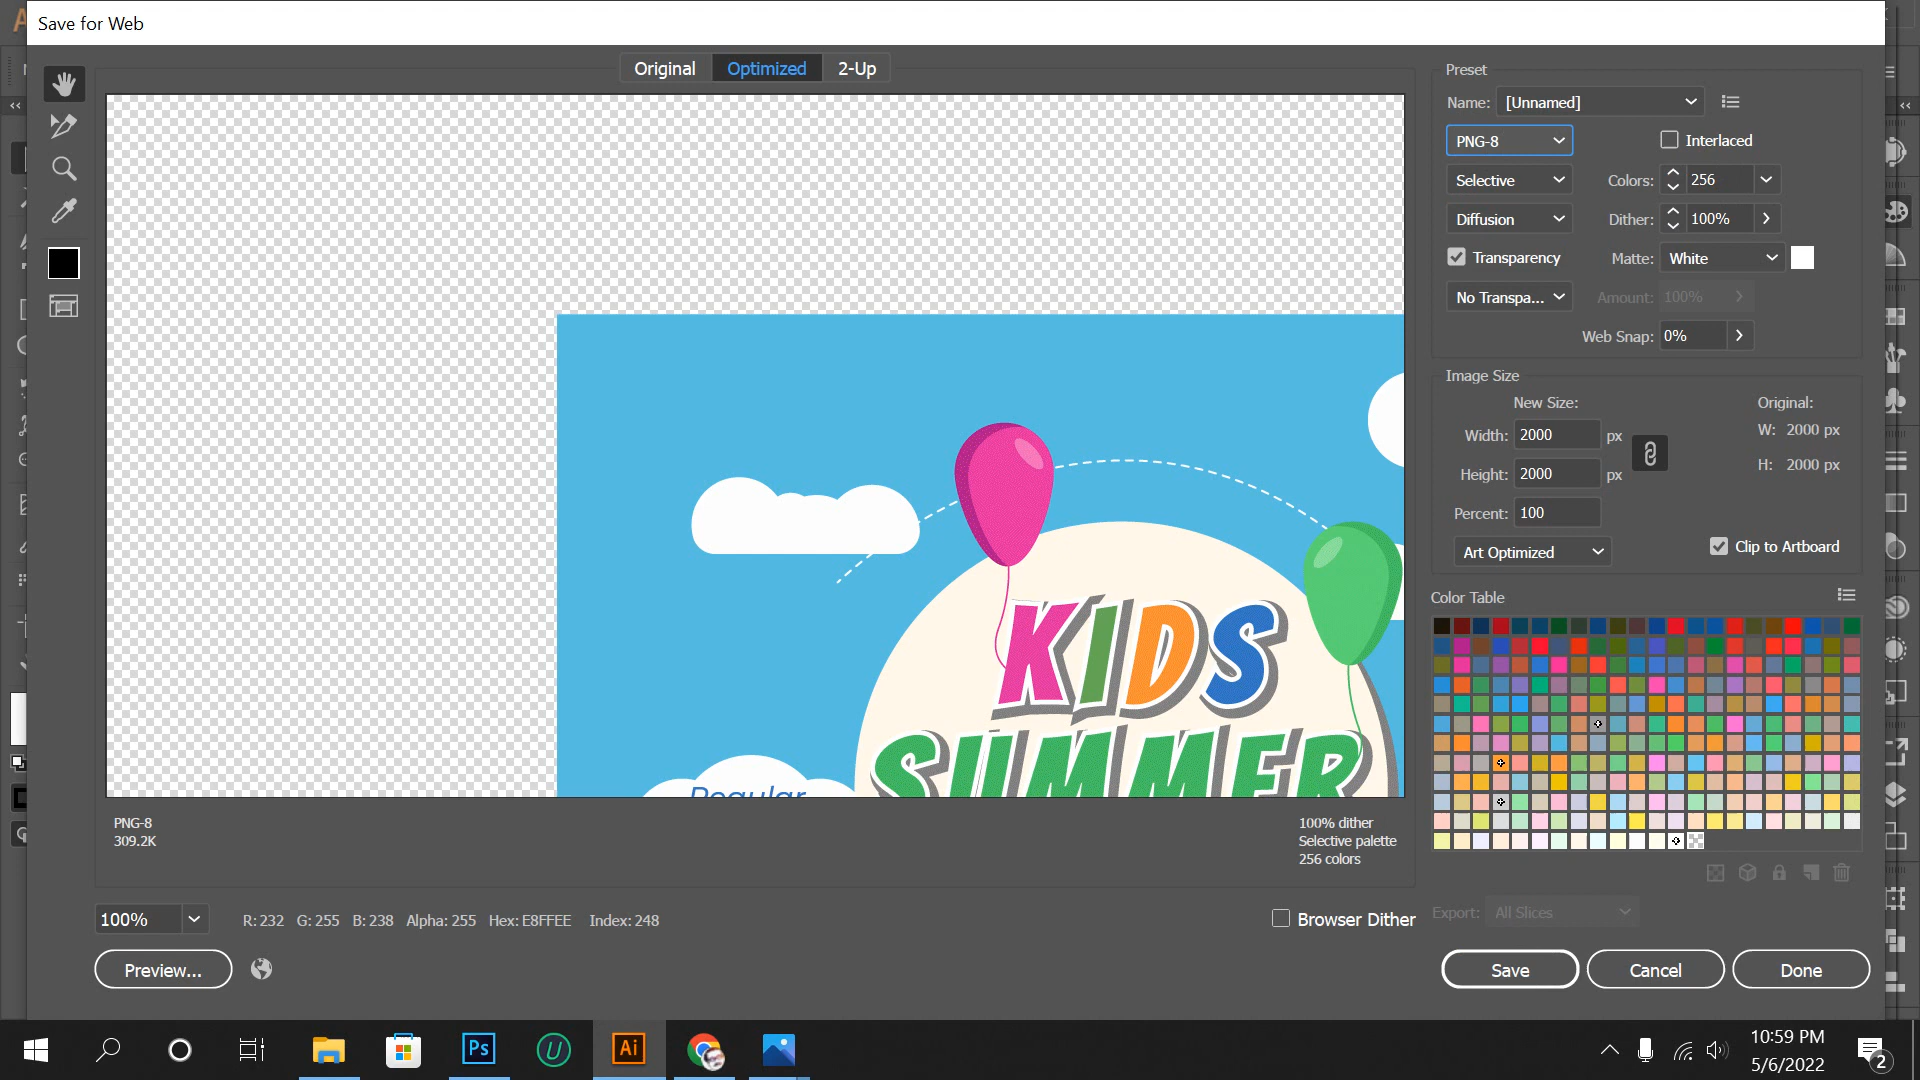 Save for Web
Original Optimized 2-Up
Preset
Name: [Unnamed]
PNG-8 Interlaced
Selective Colors: 256
Diffusion Dither: 100%
Transparency Matte: White
No Transpa... Amount: 100%
Web Snap: 0%
Image Size
New Size: Original:
Width: 2000 px W: 2000 px
Height: 2000 px H: 2000 px
Percent: 100
Art Optimized Clip to Artboard
Color Table
KIDS
SUMMER
Regular
PNG-8
309.2K
100% dither
Selective palette
256 colors
100% R: 232 G: 255 B: 238 Alpha: 255 Hex: E8FFEE Index: 248
Browser Dither
Export: All Slices
Preview... Save Cancel Done
Ps
U
Ai
10:59 PM
5/6/2022
2